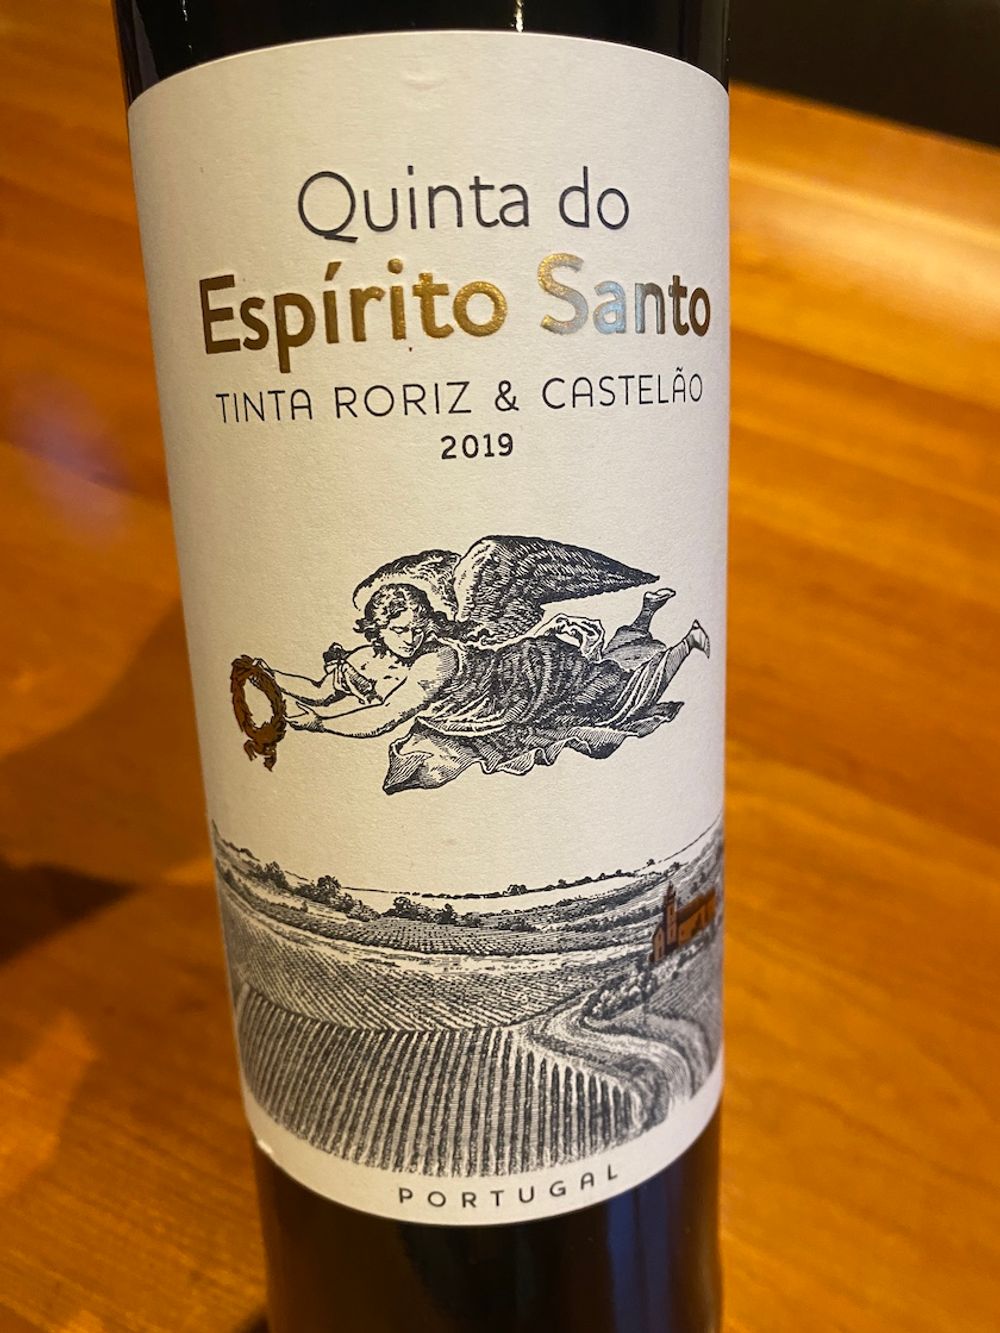 Quinta do
Espírito Santo
TINTA RORIZ & CASTELÃO
2019
PORTUGAL